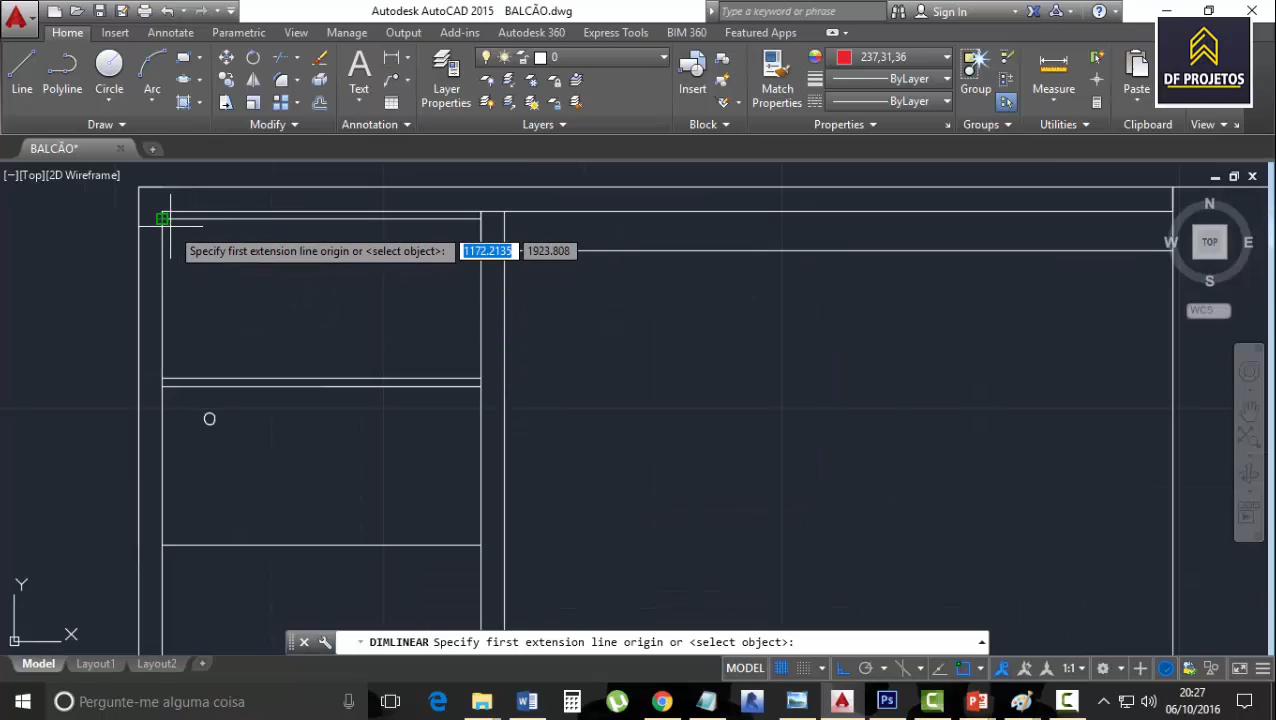 Autodesk AutoCAD 2015 BALCÃO.dwg
Type a keyword or phrase
Sign In
Home Insert Annotate Parametric View Manage Output Add-ins Autodesk 360 Express Tools BIM 360 Featured Apps
DF PROJETOS
Line Polyline Circle Arc
Text
Layer
Properties
0
Insert
Match
Properties
237,31,36
ByLayer
ByLayer
Group
Measure
Paste
Draw Modify Annotation Layers Block Properties Groups Utilities Clipboard View
BALCÃO*
[−][Top][2D Wireframe]
N
W TOP E
S
WCS
Specify first extension line origin or <select object>: 1172.2135 1923.808
Y
X
DIMLINEAR Specify first extension line origin or <select object>:
Model Layout1 Layout2
MODEL 1:1
Pergunte-me alguma coisa
20:27
06/10/2016